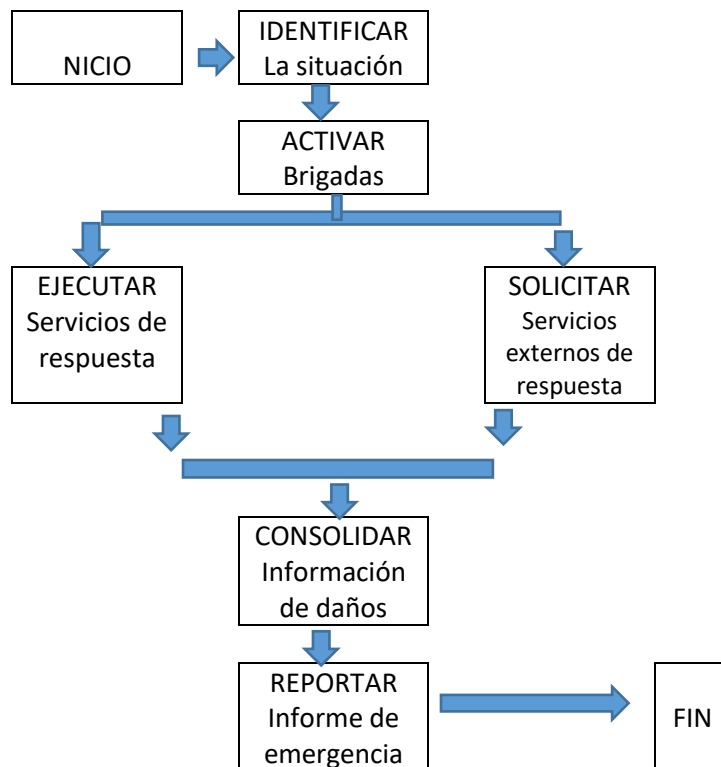 NICIO
IDENTIFICAR
La situación
ACTIVAR
Brigadas
EJECUTAR
Servicios de
respuesta
SOLICITAR
Servicios
externos de
respuesta
CONSOLIDAR
Información
de daños
REPORTAR
Informe de
emergencia
FIN